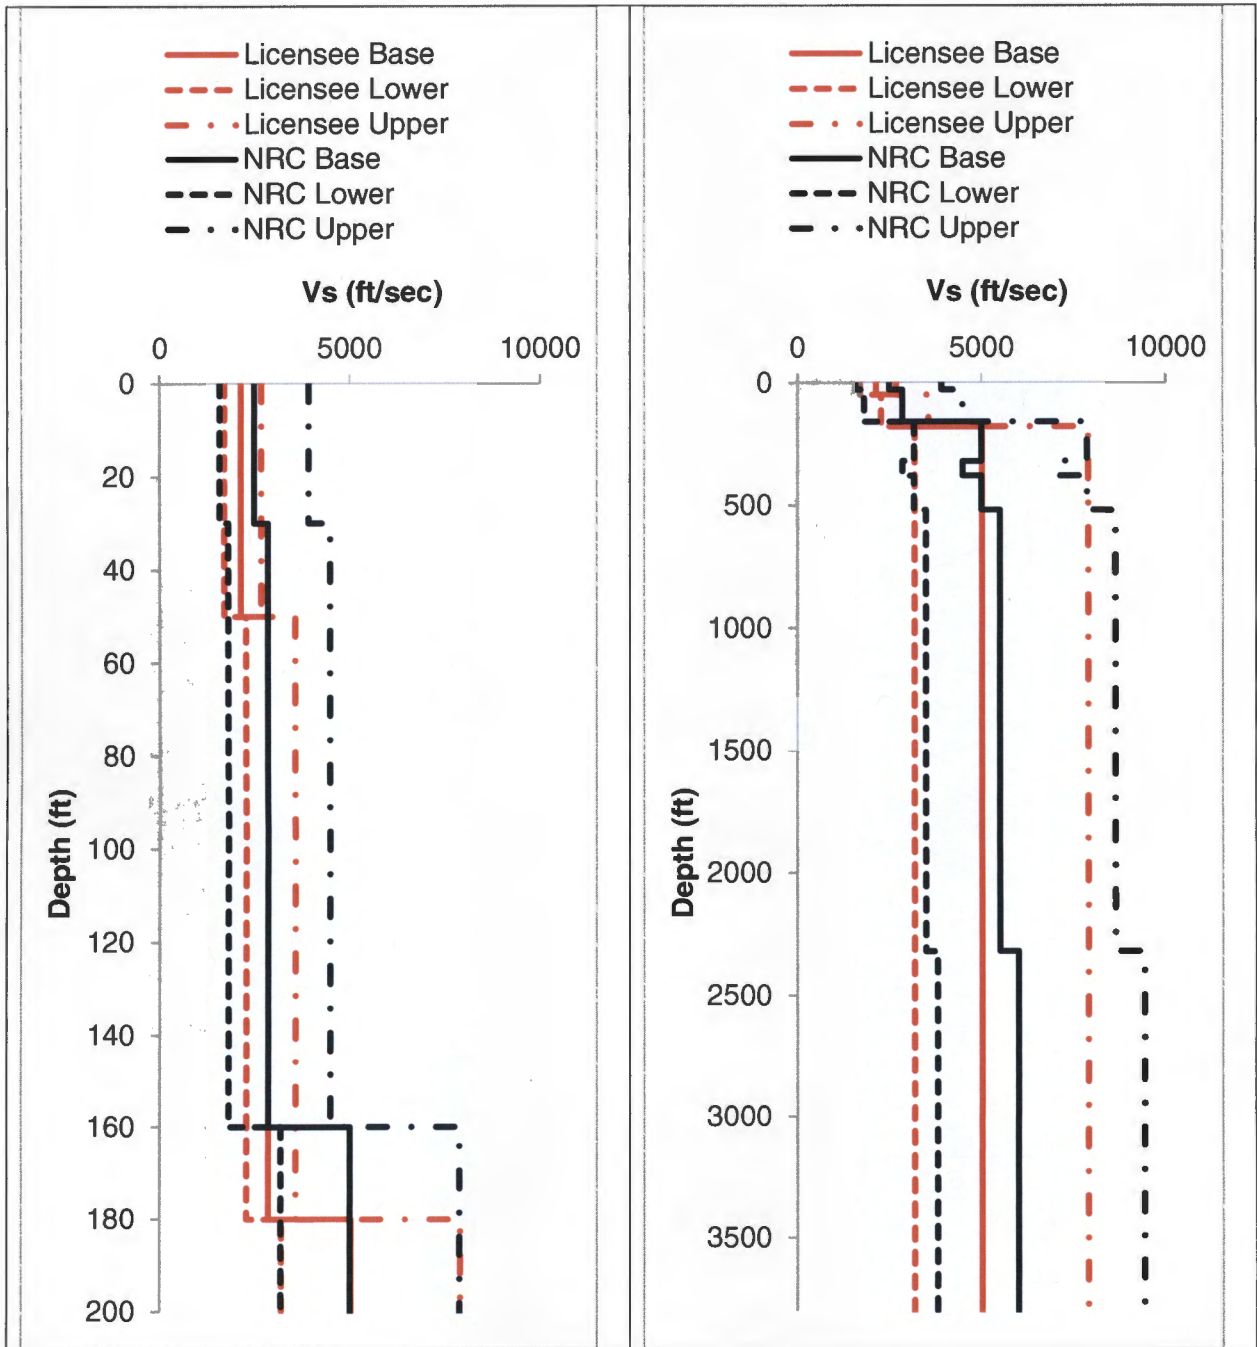 Licensee Base
Licensee Lower
Licensee Upper
NRC Base
NRC Lower
NRC Upper
Vs (ft/sec)
0 5000 10000
0
20
40
60
80
100
120
140
160
180
200
Depth (ft)
Licensee Base
Licensee Lower
Licensee Upper
NRC Base
NRC Lower
NRC Upper
Vs (ft/sec)
0 5000 10000
0
500
1000
1500
2000
2500
3000
3500
Depth (ft)